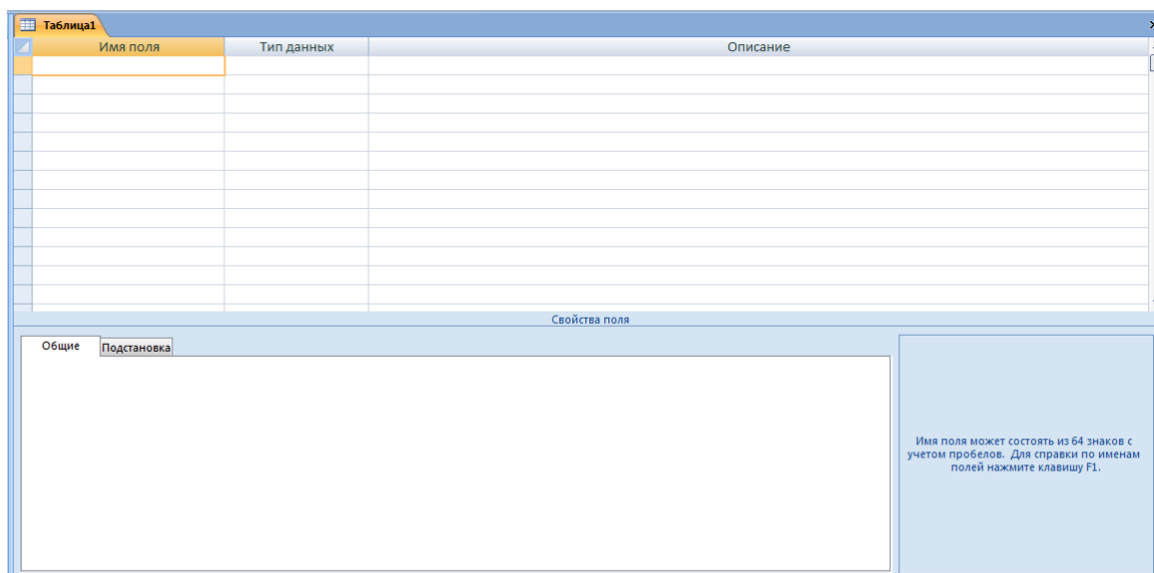 Таблица1
Имя поля Тип данных Описание
Свойства поля
Общие Подстановка
Имя поля может состоять из 64 знаков с
учетом пробелов. Для справки по именам
полей нажмите клавишу F1.